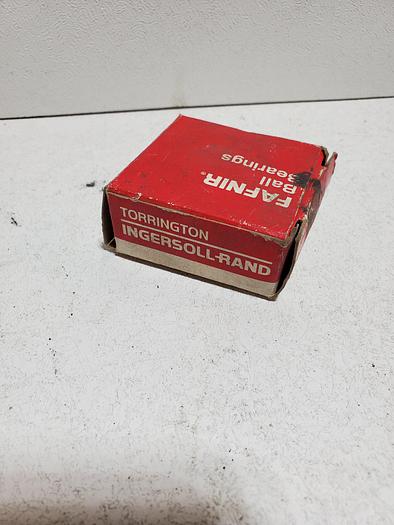 FAFNIR®
Ball
Bearings
TORRINGTON
INGERSOLL-RAND